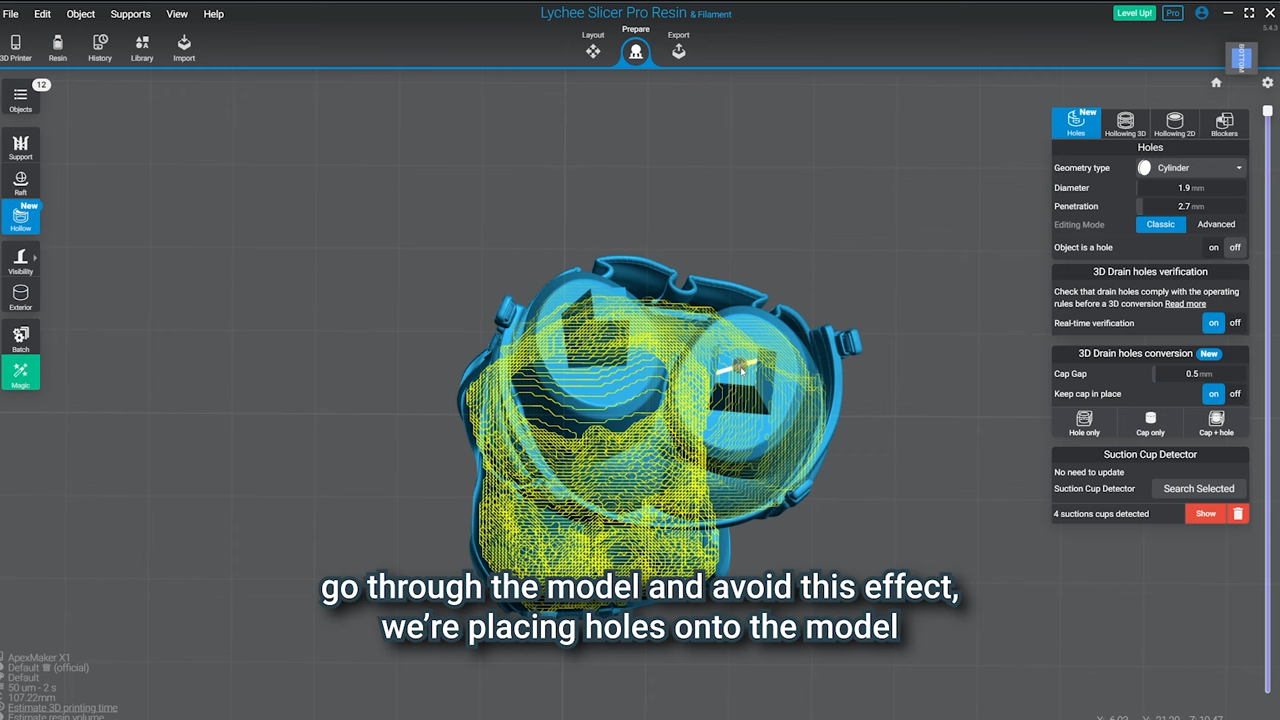 File Edit Object Supports View Help
Lychee Slicer Pro Resin & Filament
Level Up! Pro
5.4.3
3D Printer Resin History Library Import
Layout Prepare Export
BOTTOM
12
Objects
Support
Raft
New
Hollow
Visibility
Exterior
Batch
Magic
New
Holes Hollowing 3D Hollowing 2D Blockers
Holes
Geometry type Cylinder
Diameter 1.9 mm
Penetration 2.7 mm
Editing Mode Classic Advanced
Object is a hole on off
3D Drain holes verification
Check that drain holes comply with the operating
rules before a 3D conversion Read more
Real-time verification on off
3D Drain holes conversion New
Cap Gap 0.5 mm
Keep cap in place on off
Hole only Cap only Cap + hole
Suction Cup Detector
No need to update
Suction Cup Detector Search Selected
4 suctions cups detected Show
go through the model and avoid this effect,
we're placing holes onto the model
ApexMaker X1
Default (official)
Default
50 um - 2 s
107.22mm
Estimate 3D printing time
Estimate resin volume